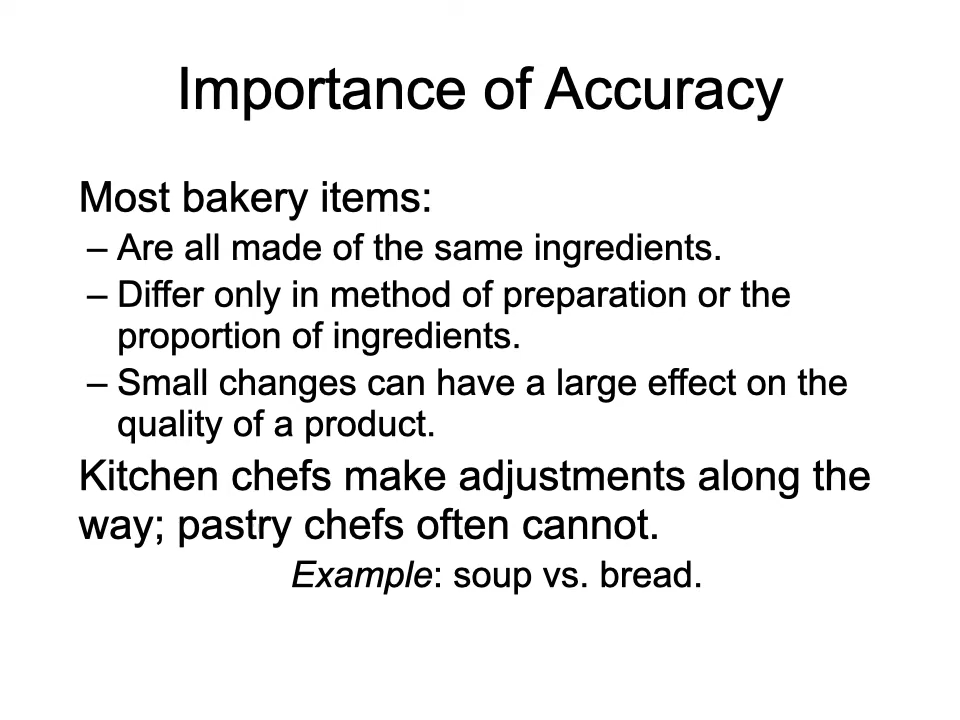 Importance of Accuracy
Most bakery items:
– Are all made of the same ingredients.
– Differ only in method of preparation or the
proportion of ingredients.
– Small changes can have a large effect on the
quality of a product.
Kitchen chefs make adjustments along the
way; pastry chefs often cannot.
Example: soup vs. bread.